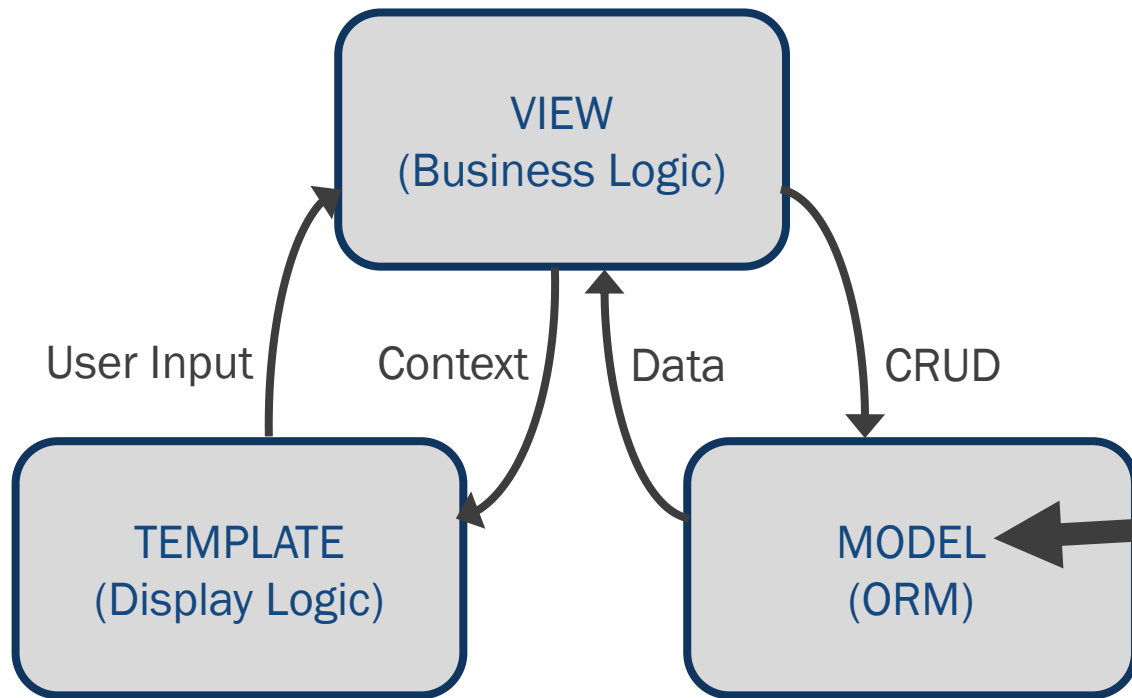 VIEW
(Business Logic)
User Input
Context
Data
CRUD
TEMPLATE
(Display Logic)
MODEL
(ORM)